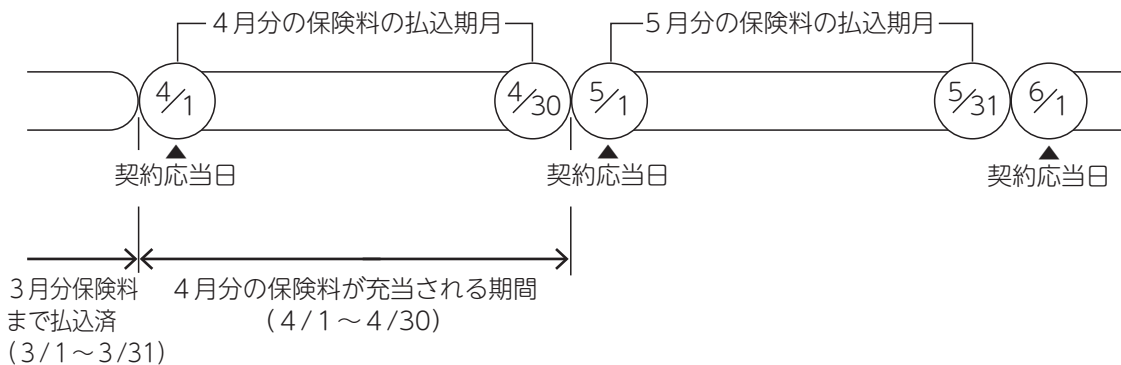 ４月分の保険料の払込期月
５月分の保険料の払込期月
4/1
4/30
5/1
5/31
6/1
▲
契約応当日
▲
契約応当日
▲
契約応当日
３月分保険料
まで払込済
（3/1～3/31）
４月分の保険料が充当される期間
（4/1～4/30）